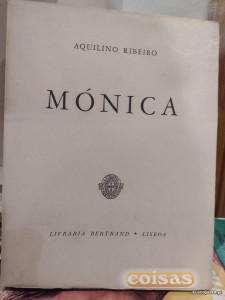 AQUILINO RIBEIRO
MÓNICA
LIVRARIA BERTRAND • LISBOA
coisas